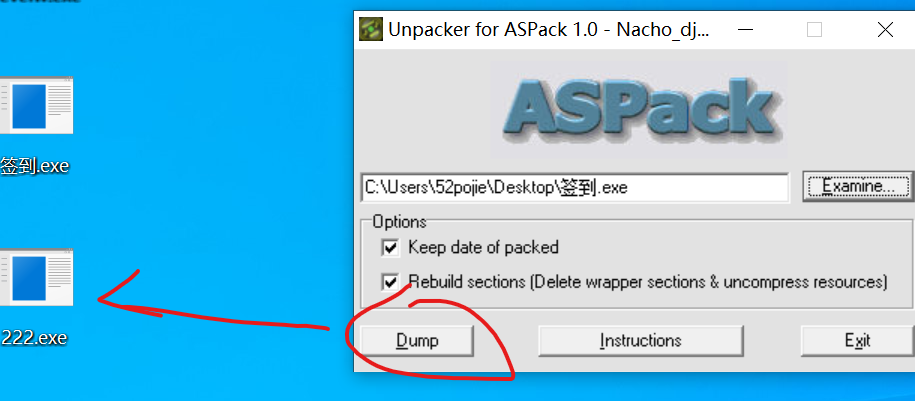 Unpacker for ASPack 1.0 - Nacho_dj...
ASPack
签到.exe
C:\Users\52pojie\Desktop\签到.exe
Examine...
Options
Keep date of packed
Rebuild sections (Delete wrapper sections & uncompress resources)
222.exe
Dump
Instructions
Exit